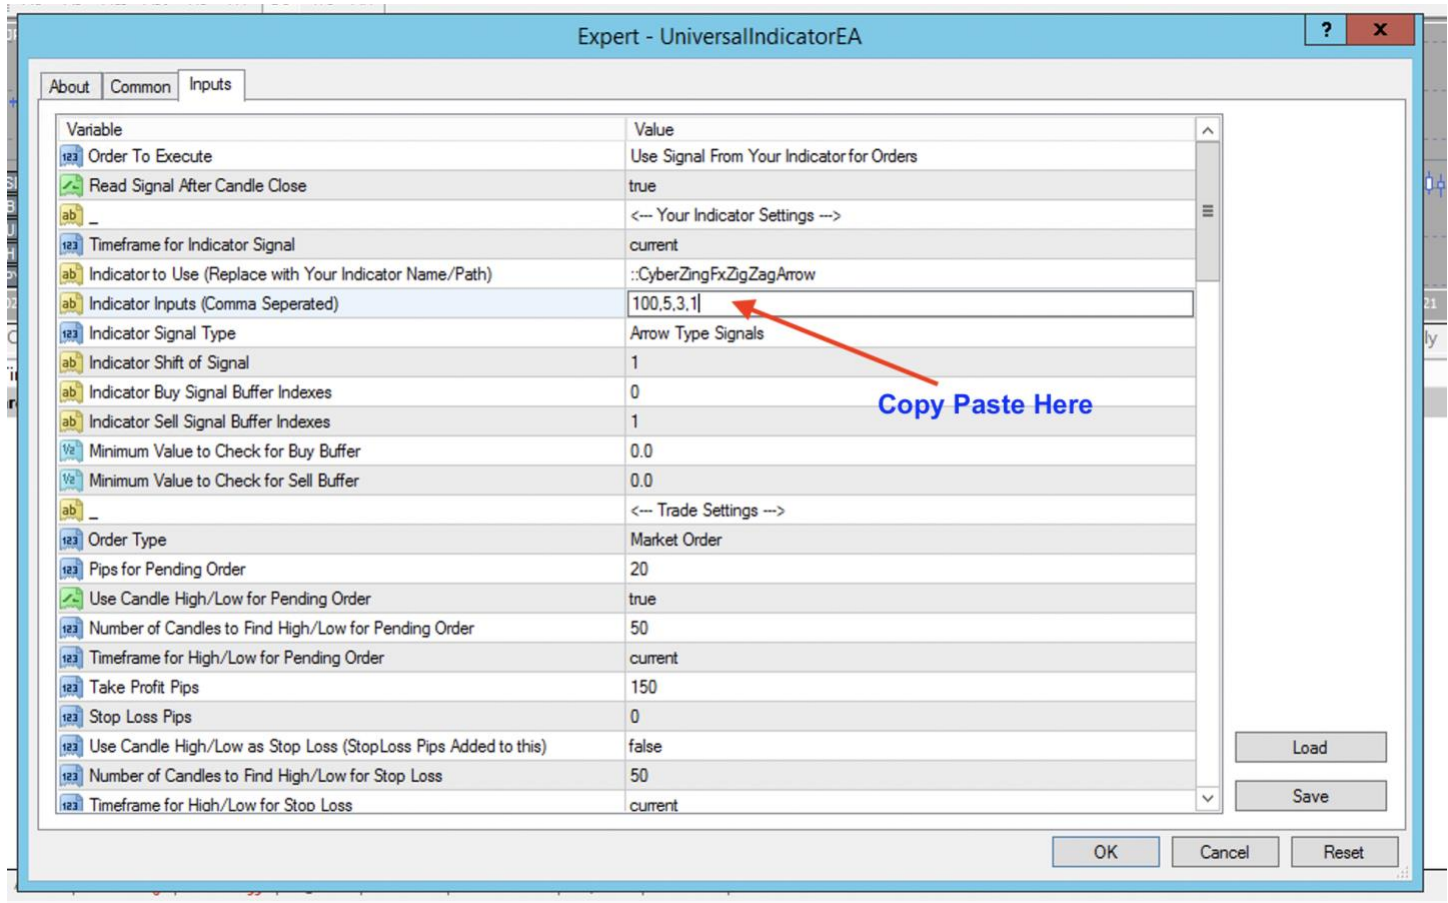 Expert - UniversalIndicatorEA
? x
About Common Inputs
Variable Value
Order To Execute Use Signal From Your Indicator for Orders
Read Signal After Candle Close true
_ <--- Your Indicator Settings --->
Timeframe for Indicator Signal current
Indicator to Use (Replace with Your Indicator Name/Path) ::CyberZingFxZigZagArrow
Indicator Inputs (Comma Seperated) 100,5,3,1
Indicator Signal Type Arrow Type Signals
Indicator Shift of Signal 1
Indicator Buy Signal Buffer Indexes 0
Copy Paste Here
Indicator Sell Signal Buffer Indexes 1
Minimum Value to Check for Buy Buffer 0.0
Minimum Value to Check for Sell Buffer 0.0
_ <--- Trade Settings --->
Order Type Market Order
Pips for Pending Order 20
Use Candle High/Low for Pending Order true
Number of Candles to Find High/Low for Pending Order 50
Timeframe for High/Low for Pending Order current
Take Profit Pips 150
Stop Loss Pips 0
Use Candle High/Low as Stop Loss (StopLoss Pips Added to this) false
Load
Number of Candles to Find High/Low for Stop Loss 50
Timeframe for High/Low for Stop Loss current
Save
OK Cancel Reset